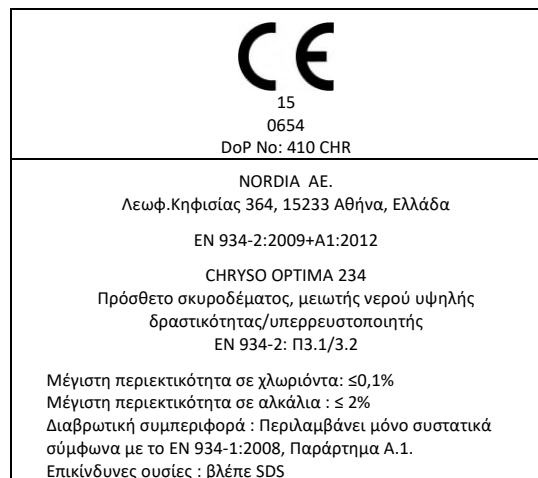 CE
15
0654
DoP No: 410 CHR
NORDIA AE.
Λεωφ.Κηφισίας 364, 15233 Αθήνα, Ελλάδα
EN 934-2:2009+A1:2012
CHRYSO OPTIMA 234
Πρόσθετο σκυροδέματος, μειωτής νερού υψηλής
δραστικότητας/υπερρευστοποιητής
EN 934-2: Π3.1/3.2
Μέγιστη περιεκτικότητα σε χλωριόντα: ≤0,1%
Μέγιστη περιεκτικότητα σε αλκάλια : ≤ 2%
Διαβρωτική συμπεριφορά : Περιλαμβάνει μόνο συστατικά
σύμφωνα με το EN 934-1:2008, Παράρτημα Α.1.
Επικίνδυνες ουσίες : βλέπε SDS